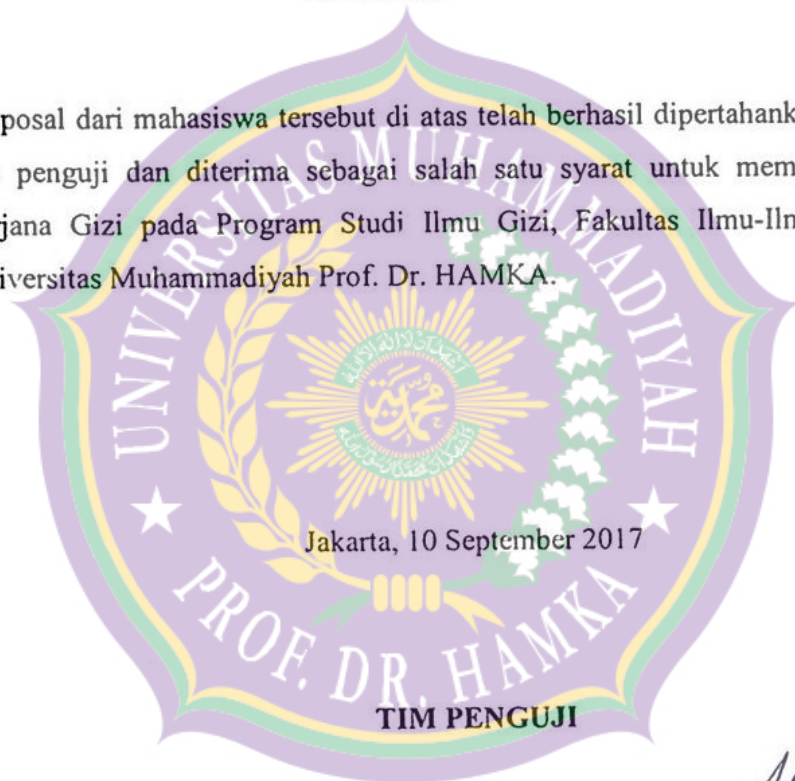 posal dari mahasiswa tersebut di atas telah berhasil dipertahank
penguji dan diterima sebagai salah satu syarat untuk mem
jana Gizi pada Program Studi Ilmu Gizi, Fakultas Ilmu-Iln
iversitas Muhammadiyah Prof. Dr. HAMKA.
UNIVERSITAS MUHAMMADIYAH
محمدية
Jakarta, 10 September 2017
PROF. DR. HAMKA
TIM PENGUJI